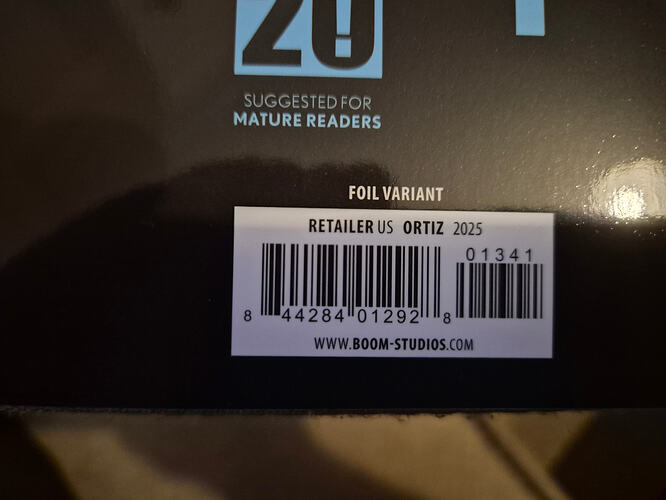 20
SUGGESTED FOR
MATURE READERS
FOIL VARIANT
RETAILER US ORTIZ 2025
01341
8 44284 01292 8
WWW.BOOM-STUDIOS.COM